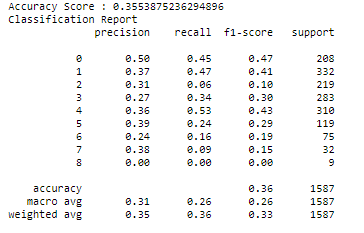 Accuracy Score : 0.3553875236294896
Classification Report
precision recall f1-score support
0 0.50 0.45 0.47 208
1 0.37 0.47 0.41 332
2 0.31 0.06 0.10 219
3 0.27 0.34 0.30 283
4 0.36 0.53 0.43 310
5 0.39 0.24 0.29 119
6 0.24 0.16 0.19 75
7 0.38 0.09 0.15 32
8 0.00 0.00 0.00 9
accuracy 0.36 1587
macro avg 0.31 0.26 0.26 1587
weighted avg 0.35 0.36 0.33 1587